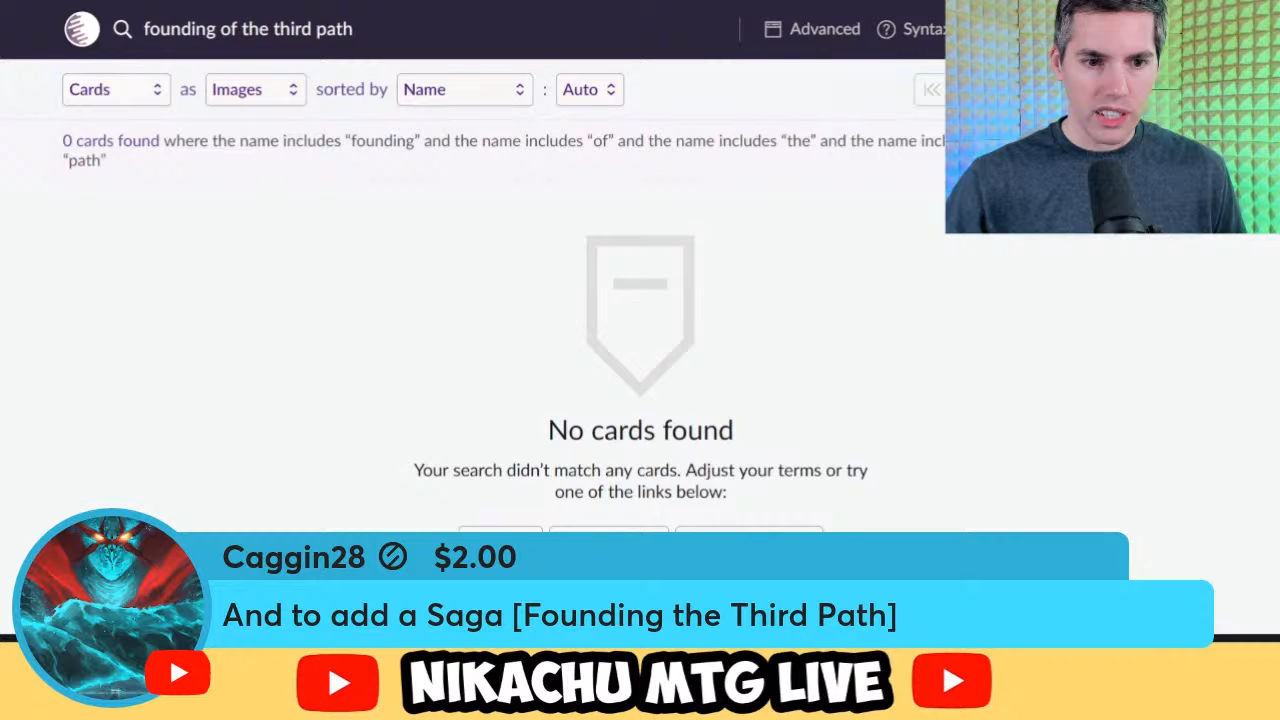 founding of the third path
Advanced
Synta
Cards as Images sorted by Name : Auto
0 cards found where the name includes “founding” and the name includes “of” and the name includes “the” and the name incl
“path”
No cards found
Your search didn't match any cards. Adjust your terms or try
one of the links below:
Caggin28 $2.00
And to add a Saga [Founding the Third Path]
NIKACHU MTG LIVE